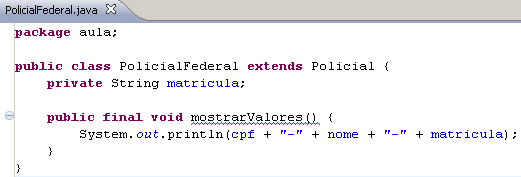 PolicialFederal.java
package aula;
public class PolicialFederal extends Policial {
private String matricula;
public final void mostrarValores() {
System.out.println(cpf + "-" + nome + "-" + matricula);
}
}